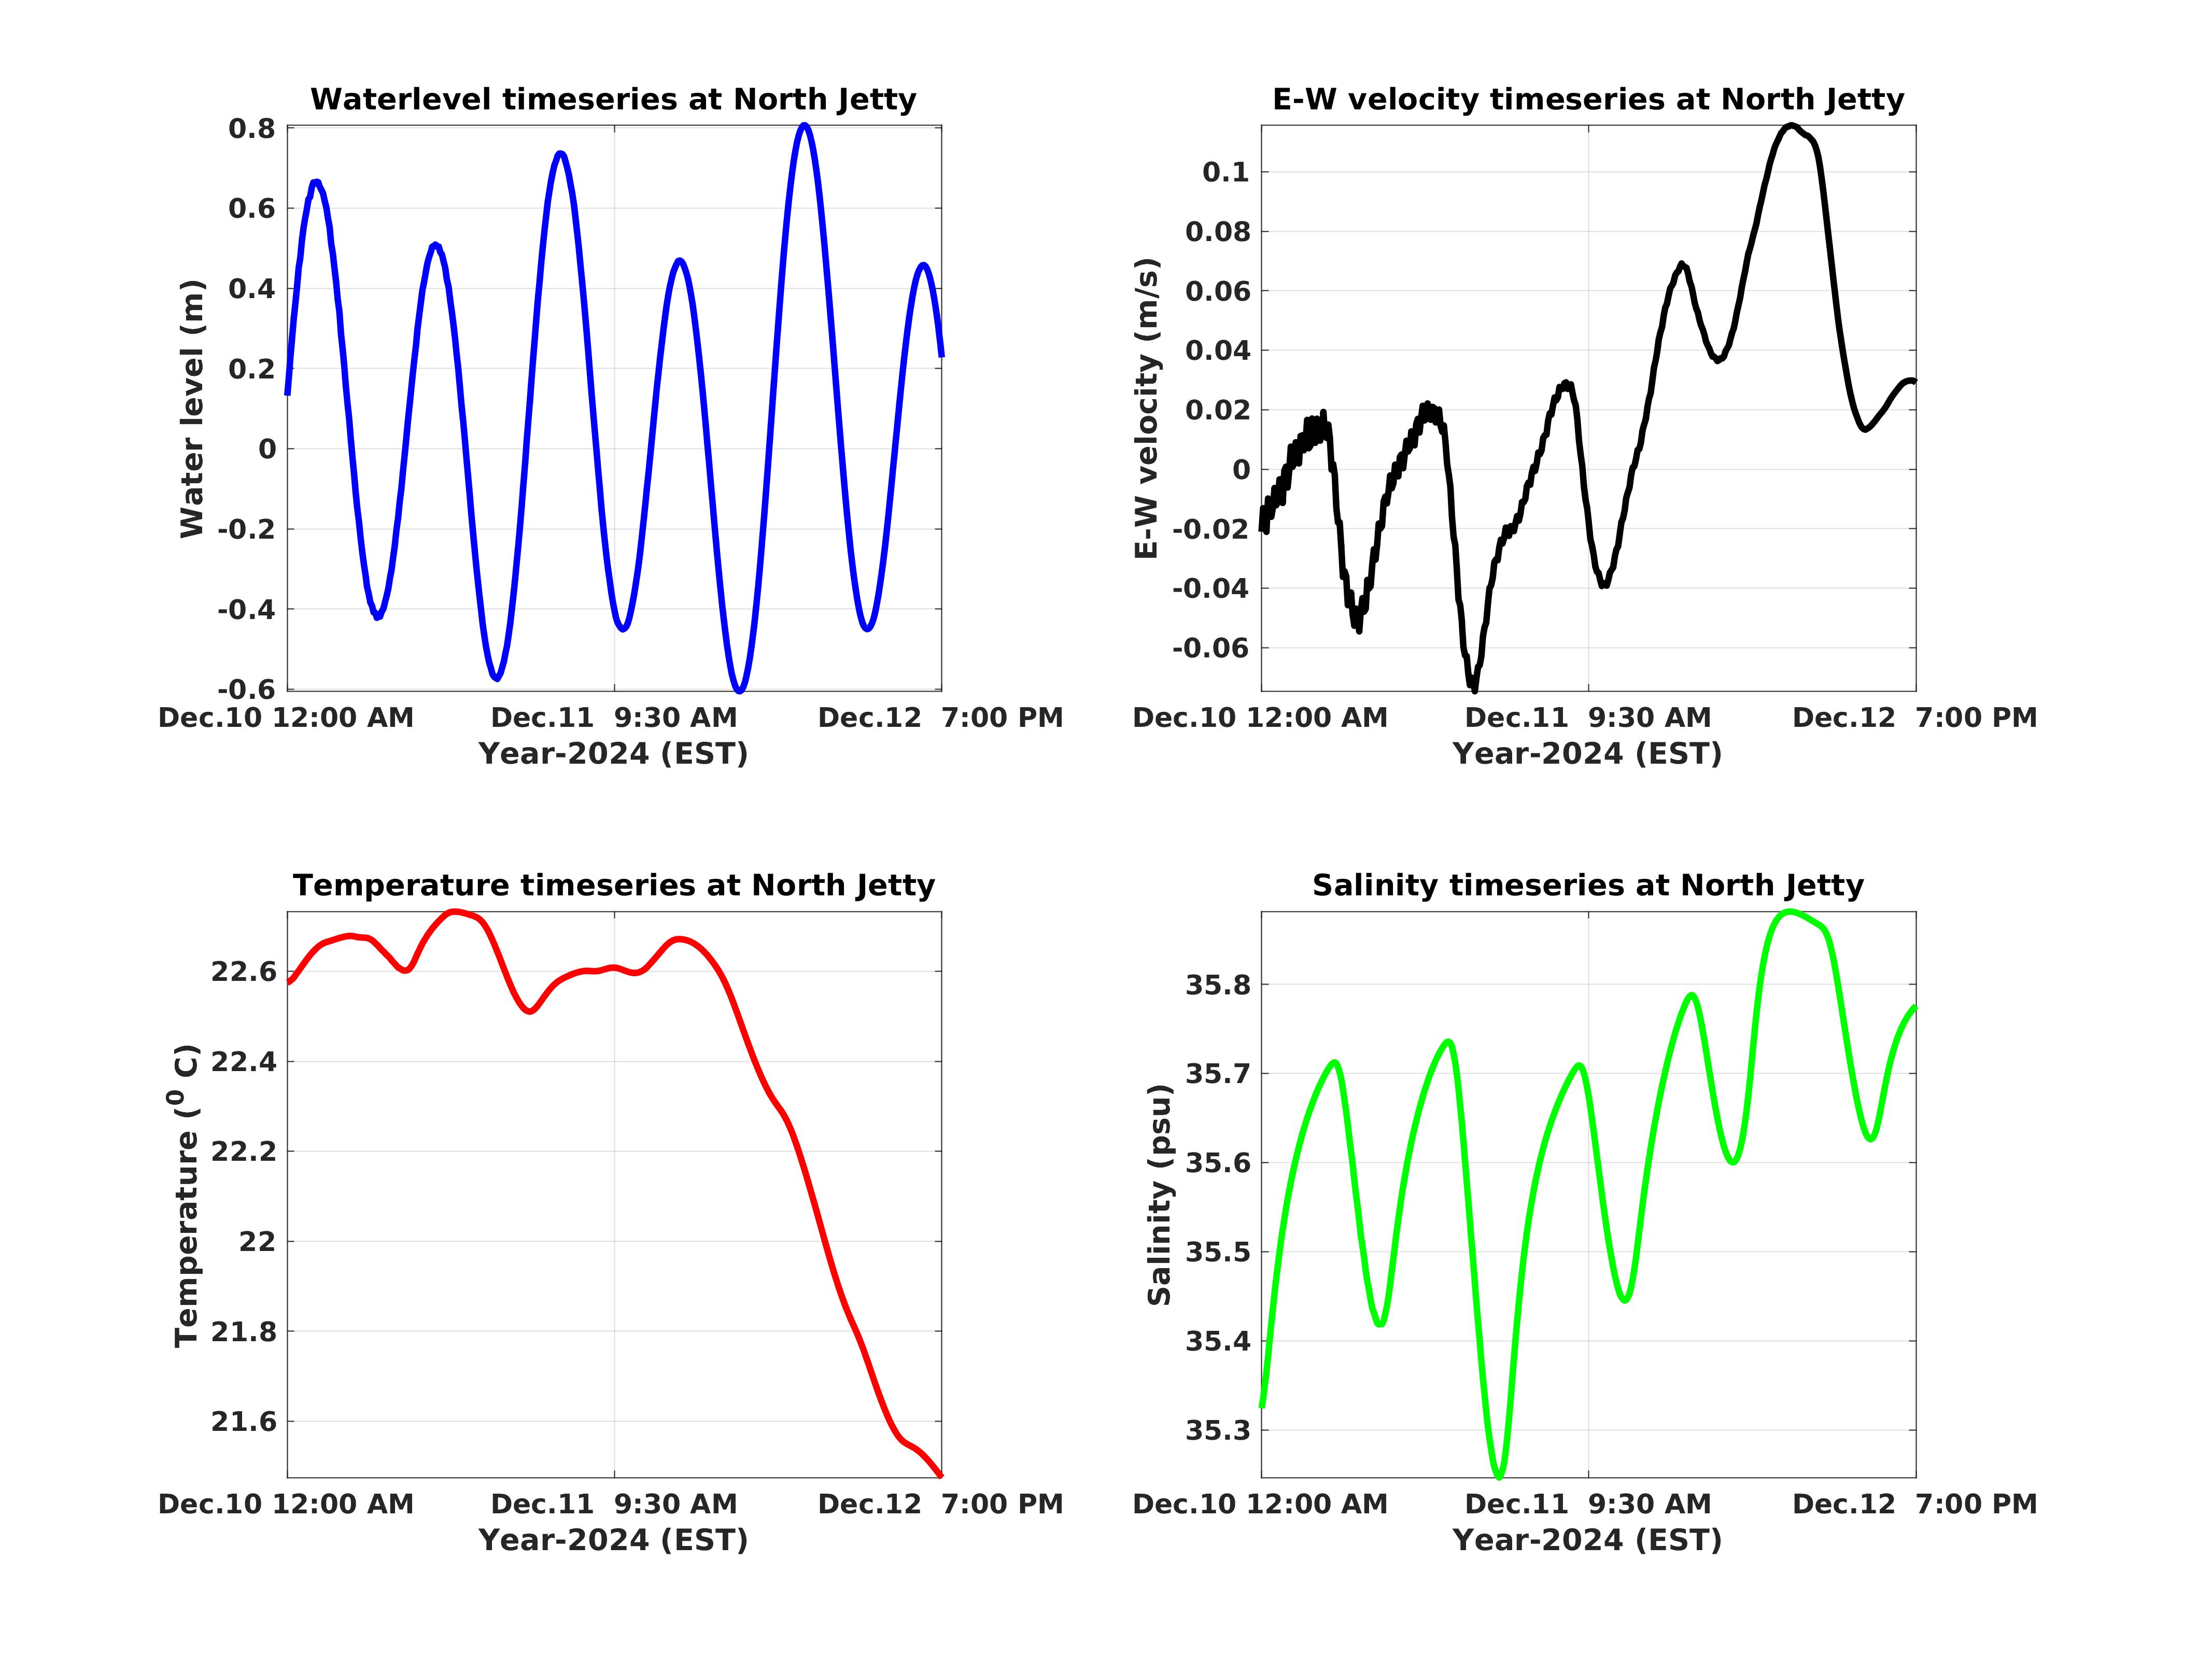 Waterlevel timeseries at North Jetty
0.8
0.6
0.4
0.2
0
-0.2
-0.4
-0.6
Water level (m)
Dec.10 12:00 AM
Dec.11 9:30 AM
Dec.12 7:00 PM
Year-2024 (EST)
E-W velocity timeseries at North Jetty
0.1
0.08
0.06
0.04
0.02
0
-0.02
-0.04
-0.06
E-W velocity (m/s)
Dec.10 12:00 AM
Dec.11 9:30 AM
Dec.12 7:00 PM
Year-2024 (EST)
Temperature timeseries at North Jetty
22.6
22.4
22.2
22
21.8
21.6
Temperature (⁰ C)
Dec.10 12:00 AM
Dec.11 9:30 AM
Dec.12 7:00 PM
Year-2024 (EST)
Salinity timeseries at North Jetty
35.8
35.7
35.6
35.5
35.4
35.3
Salinity (psu)
Dec.10 12:00 AM
Dec.11 9:30 AM
Dec.12 7:00 PM
Year-2024 (EST)